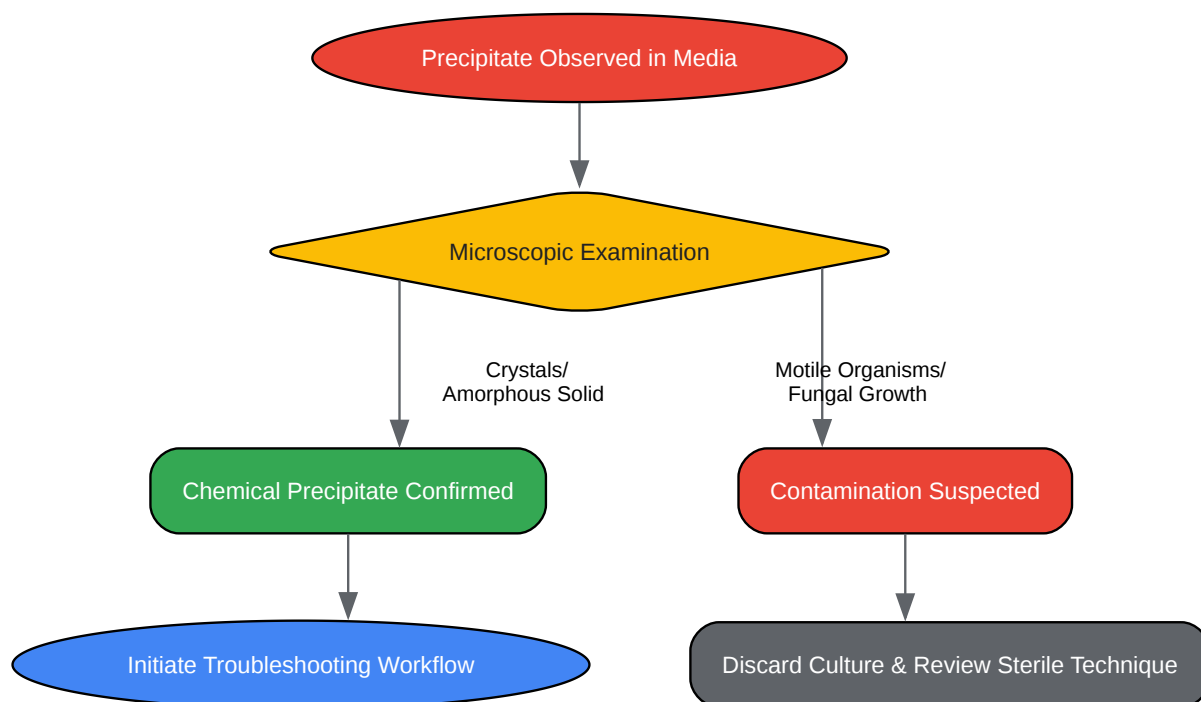 Precipitate Observed in Media
Microscopic Examination
Crystals/
Amorphous Solid
Motile Organisms/
Fungal Growth
Chemical Precipitate Confirmed
Contamination Suspected
Initiate Troubleshooting Workflow
Discard Culture & Review Sterile Technique